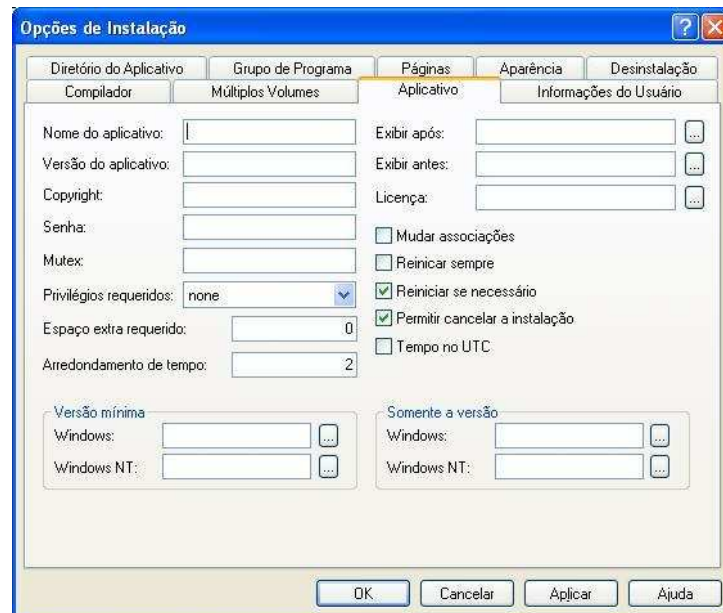 Opções de Instalação
Diretório do Aplicativo Grupo de Programa Páginas Aparência Desinstalação
Compilador Múltiplos Volumes Aplicativo Informações do Usuário
Nome do aplicativo:
Versão do aplicativo:
Copyright:
Senha:
Mutex:
Privilégios requeridos: none
Espaço extra requerido: 0
Arredondamento de tempo: 2
Exibir após: ...
Exibir antes: ...
Licença: ...
Mudar associações
Reinicar sempre
Reiniciar se necessário
Permitir cancelar a instalação
Tempo no UTC
Versão mínima
Windows: ...
Windows NT: ...
Somente a versão
Windows: ...
Windows NT: ...
OK Cancelar Aplicar Ajuda